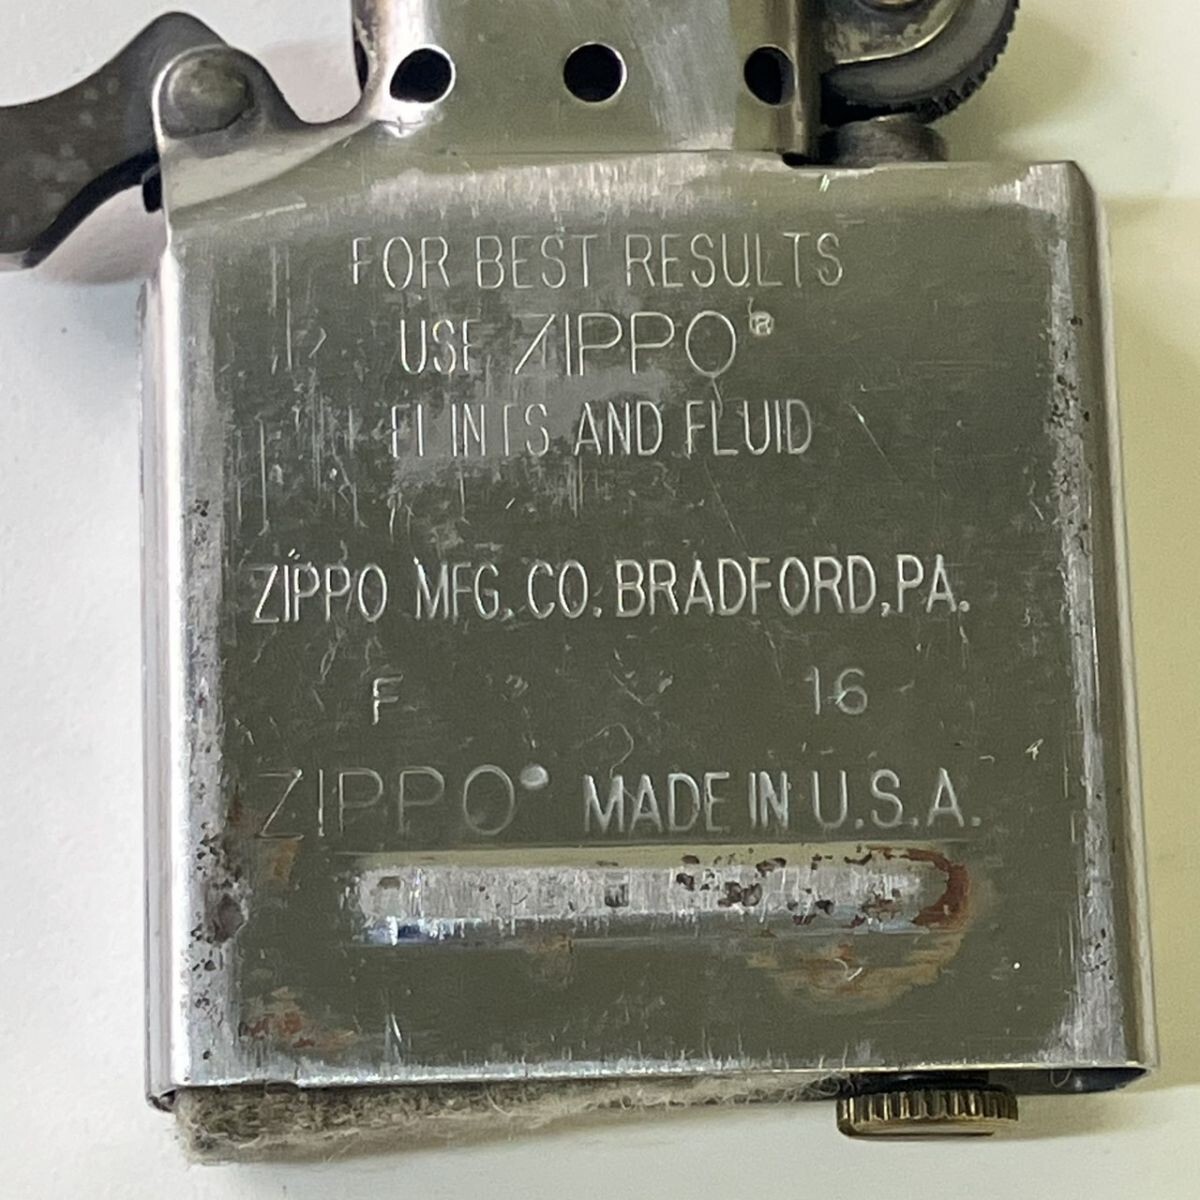 FOR BEST RESULTS
USE ZIPPO®
FLINTS AND FLUID
ZIPPO MFG. CO. BRADFORD, PA.
F 16
ZIPPO® MADE IN U.S.A.